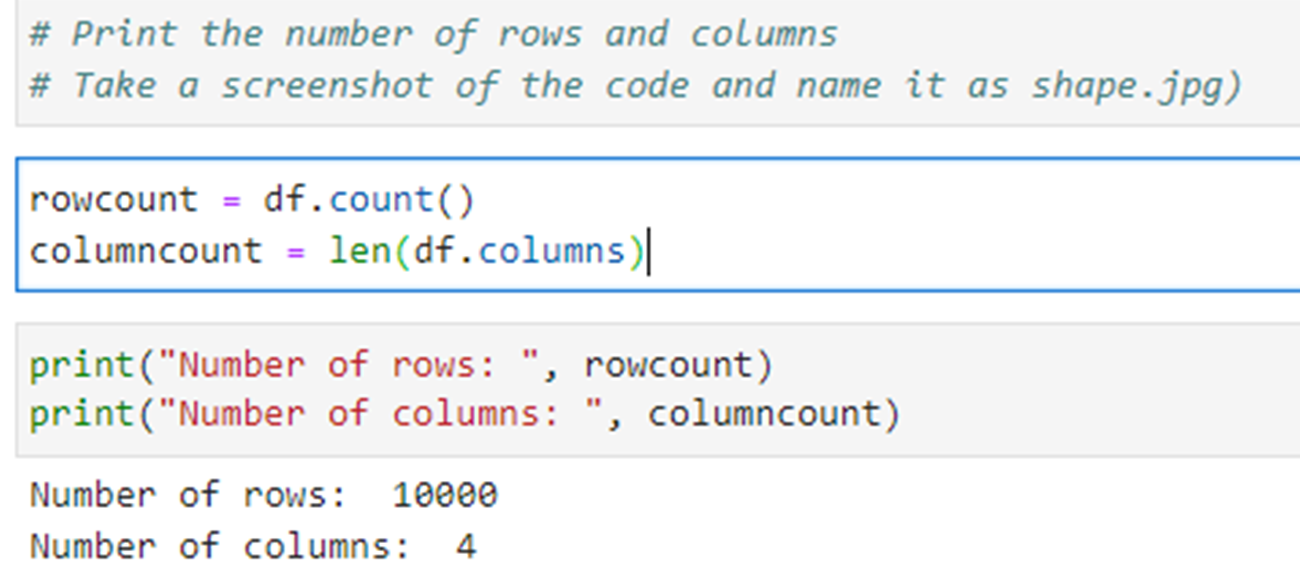 # Print the number of rows and columns
# Take a screenshot of the code and name it as shape.jpg)
rowcount = df.count()
columncount = len(df.columns)
print("Number of rows: ", rowcount)
print("Number of columns: ", columncount)
Number of rows:  10000
Number of columns:  4